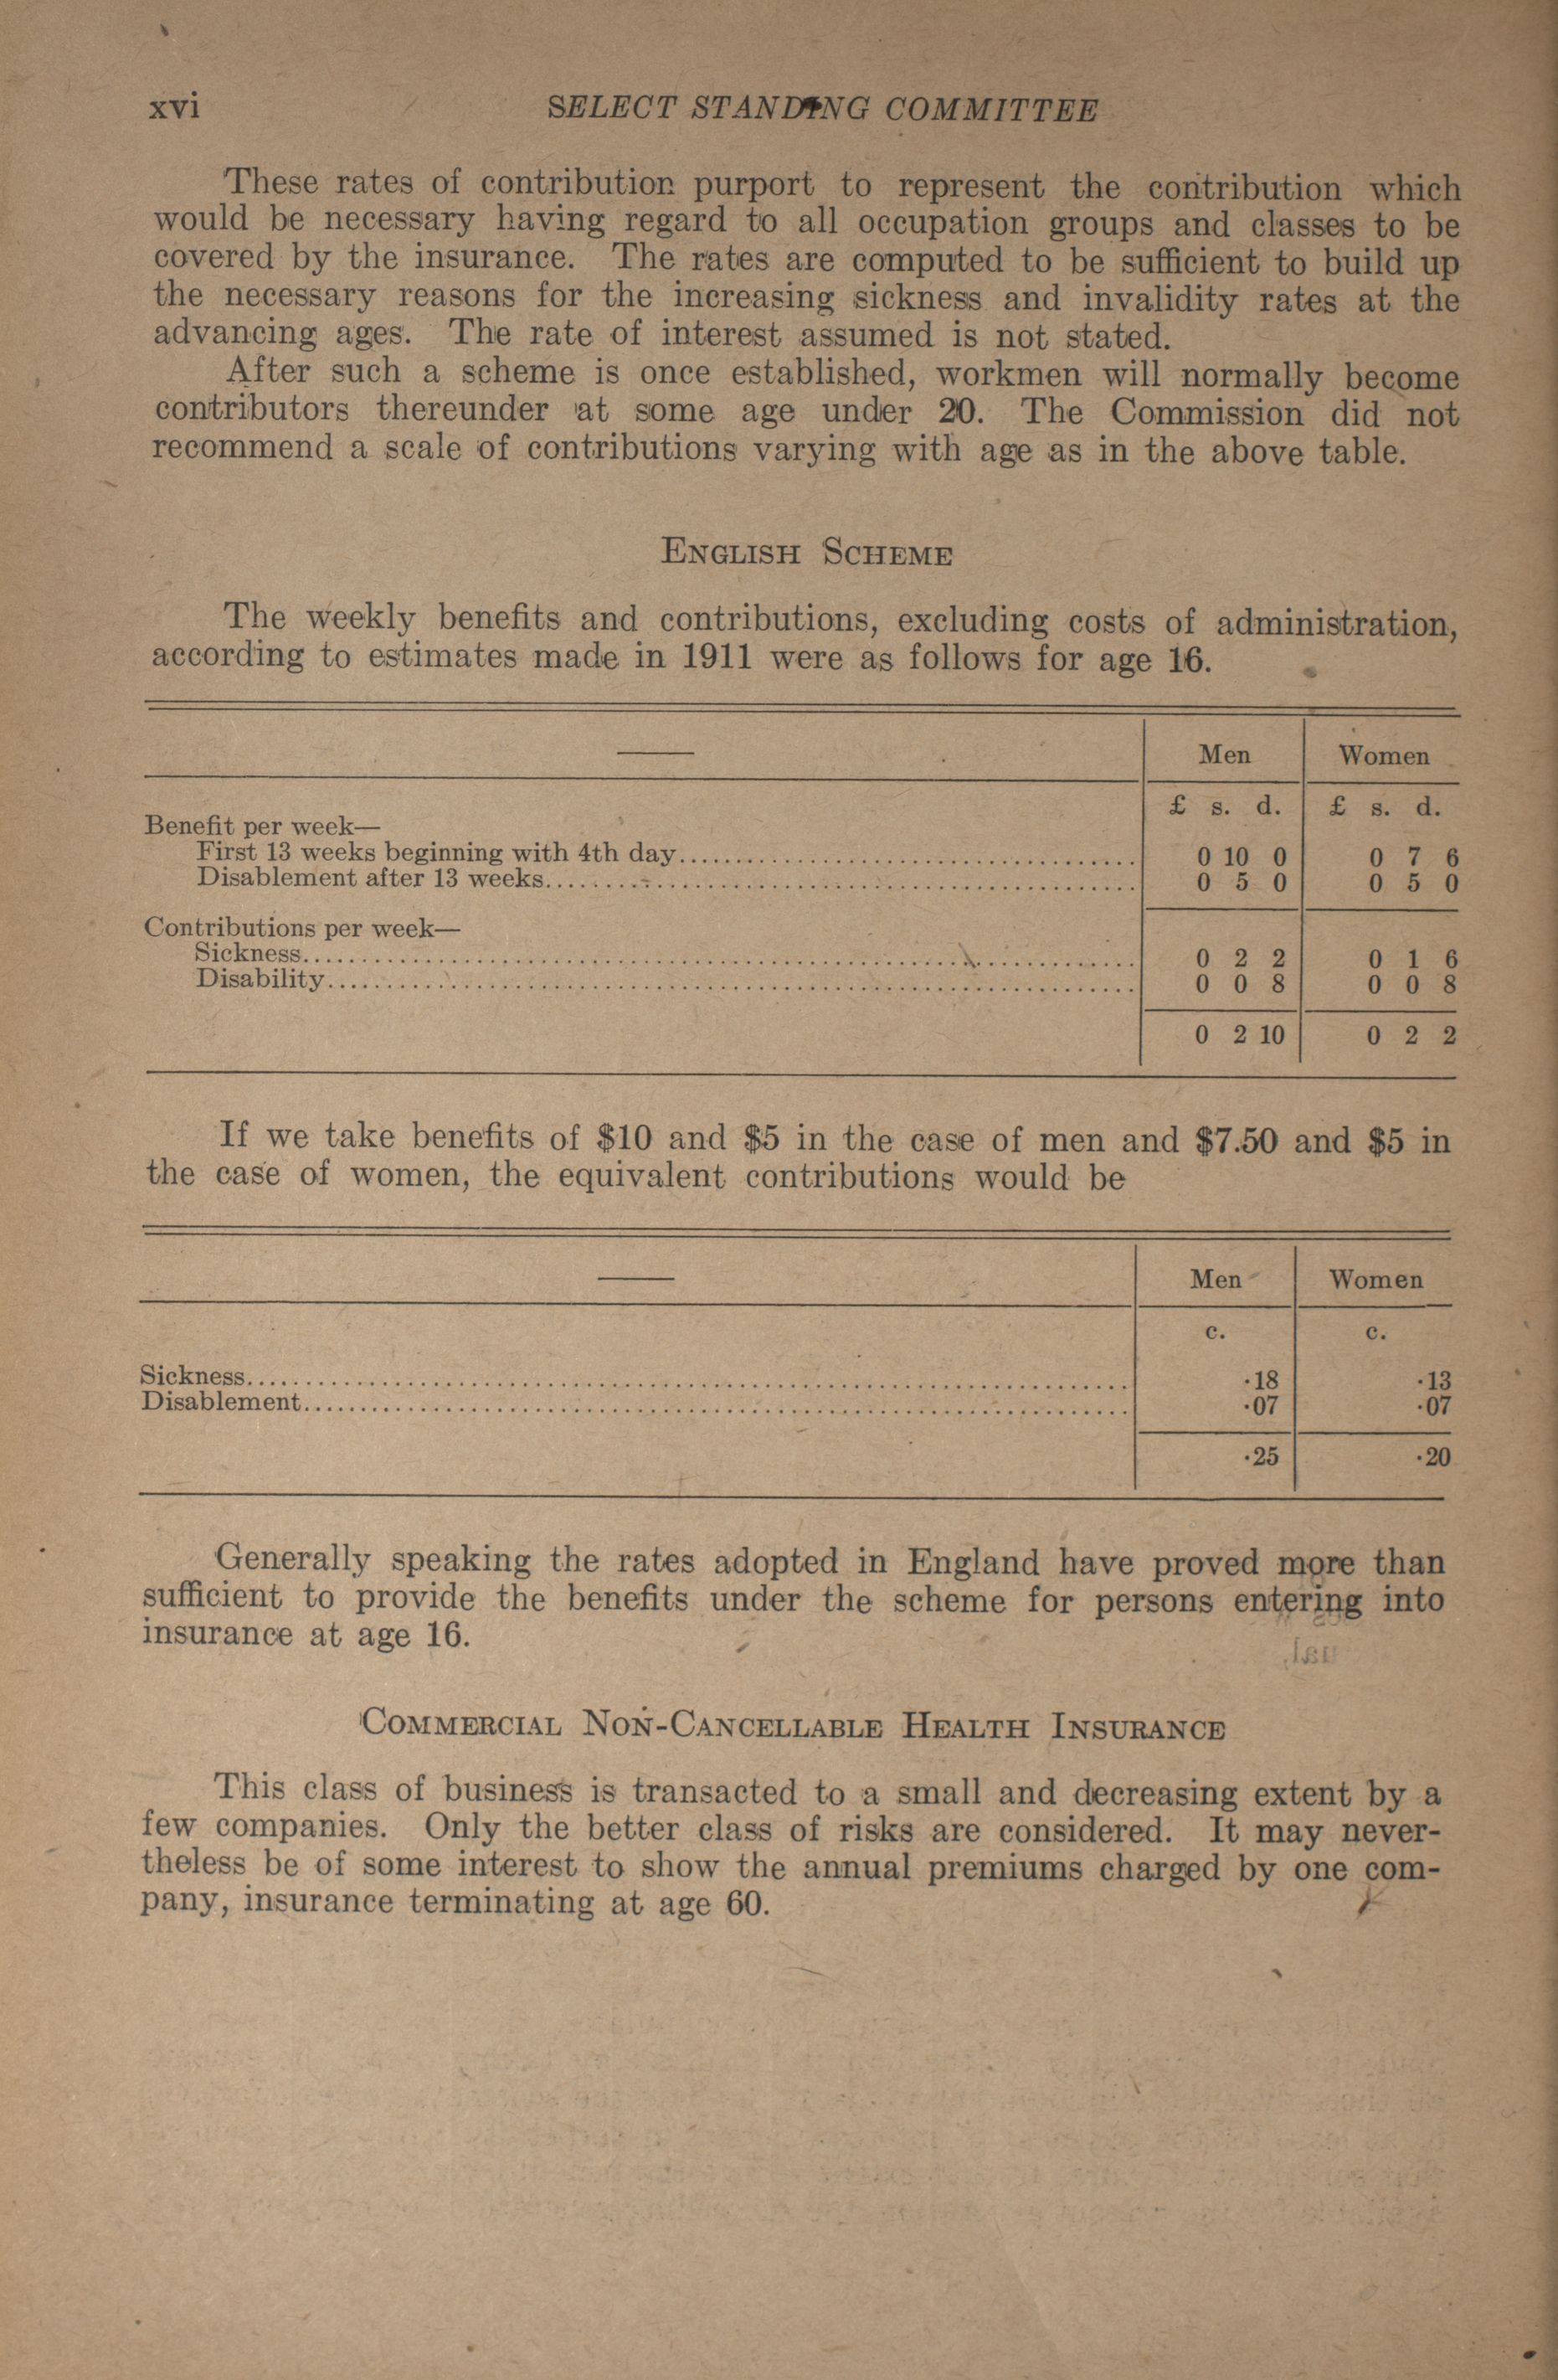 xvi SELECT STANDING COMMITTEE
These rates of contribution purport to represent the contribution which
would be necessary having regard to all occupation groups and classes to be
covered by the insurance. The rates are computed to be sufficient to build up
the necessary reasons for the increasing sickness and invalidity rates at the
advancing ages. The rate of interest assumed is not stated.
After such a scheme is once established, workmen will normally become
contributors thereunder at some age under 20. The Commission did not
recommend a scale of contributions varying with age as in the above table.
ENGLISH SCHEME
The weekly benefits and contributions, excluding costs of administration,
according to estimates made in 1911 were as follows for age 16.
— Men Women
£ s. d. £ s. d.
Benefit per week—
First 13 weeks beginning with 4th day 0 10 0 0 7 6
Disablement after 13 weeks 0 5 0 0 5 0
Contributions per week—
Sickness 0 2 2 0 1 6
Disability 0 0 8 0 0 8
0 2 10 0 2 2
If we take benefits of $10 and $5 in the case of men and $7.50 and $5 in
the case of women, the equivalent contributions would be
— Men Women
c. c.
Sickness ·18 ·13
Disablement ·07 ·07
·25 ·20
Generally speaking the rates adopted in England have proved more than
sufficient to provide the benefits under the scheme for persons entering into
insurance at age 16.
COMMERCIAL NON-CANCELLABLE HEALTH INSURANCE
This class of business is transacted to a small and decreasing extent by a
few companies. Only the better class of risks are considered. It may never-
theless be of some interest to show the annual premiums charged by one com-
pany, insurance terminating at age 60.